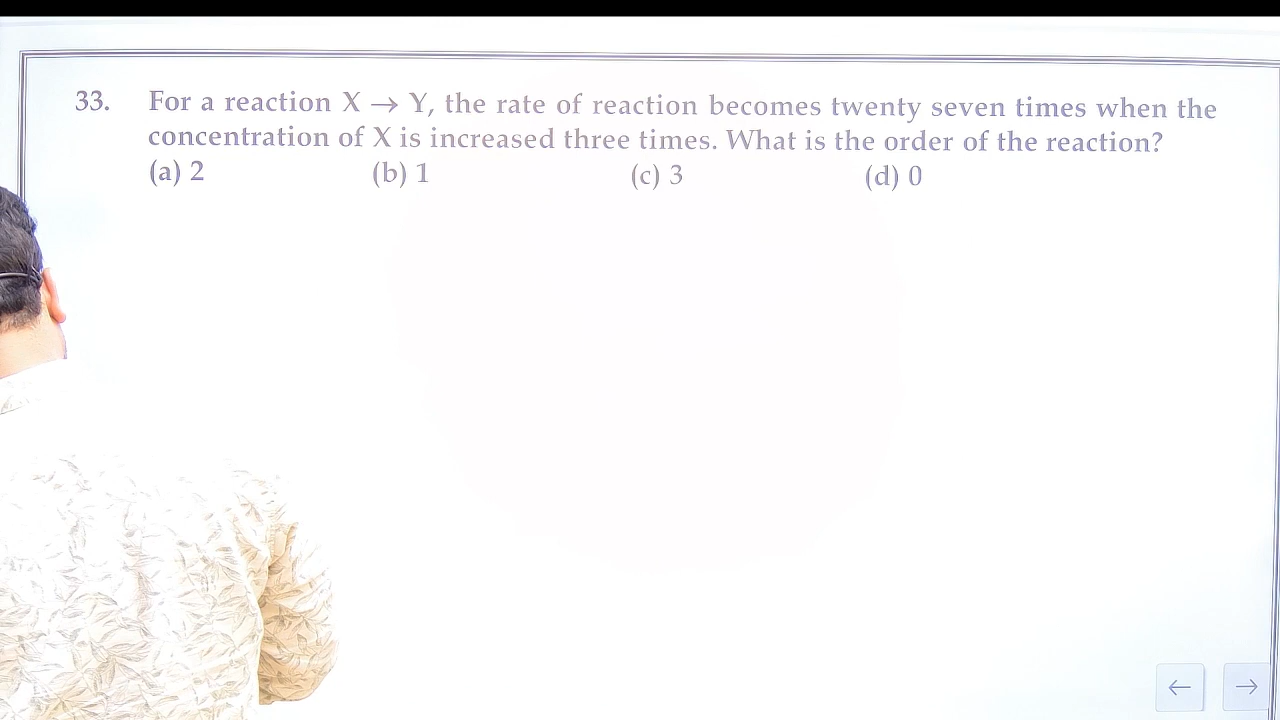 33. For a reaction X → Y, the rate of reaction becomes twenty seven times when the
concentration of X is increased three times. What is the order of the reaction?
(a) 2 (b) 1 (c) 3 (d) 0
← →